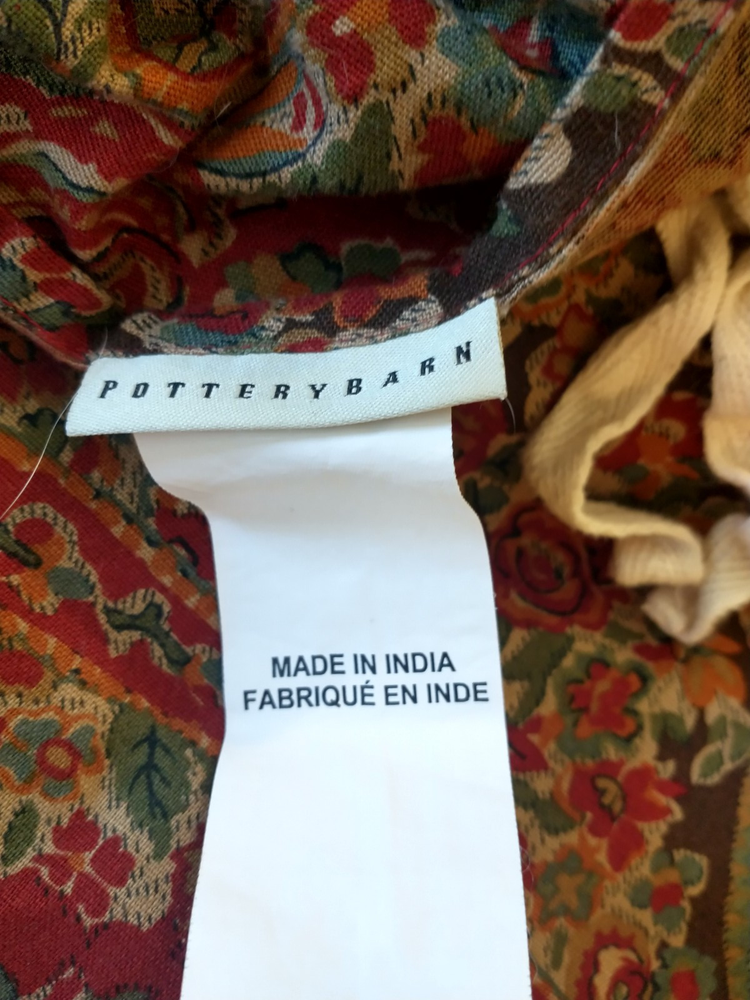 POTTERYBARN
MADE IN INDIA
FABRIQUÉ EN INDE